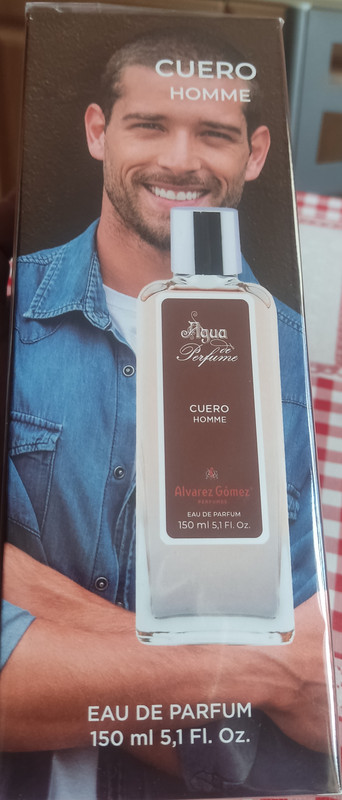 CUERO
HOMME
Agua
de
Perfume
CUERO
HOMME
Alvarez Gómez
PERFUMES
EAU DE PARFUM
150 ml 5,1 Fl. Oz.
EAU DE PARFUM
150 ml 5,1 Fl. Oz.